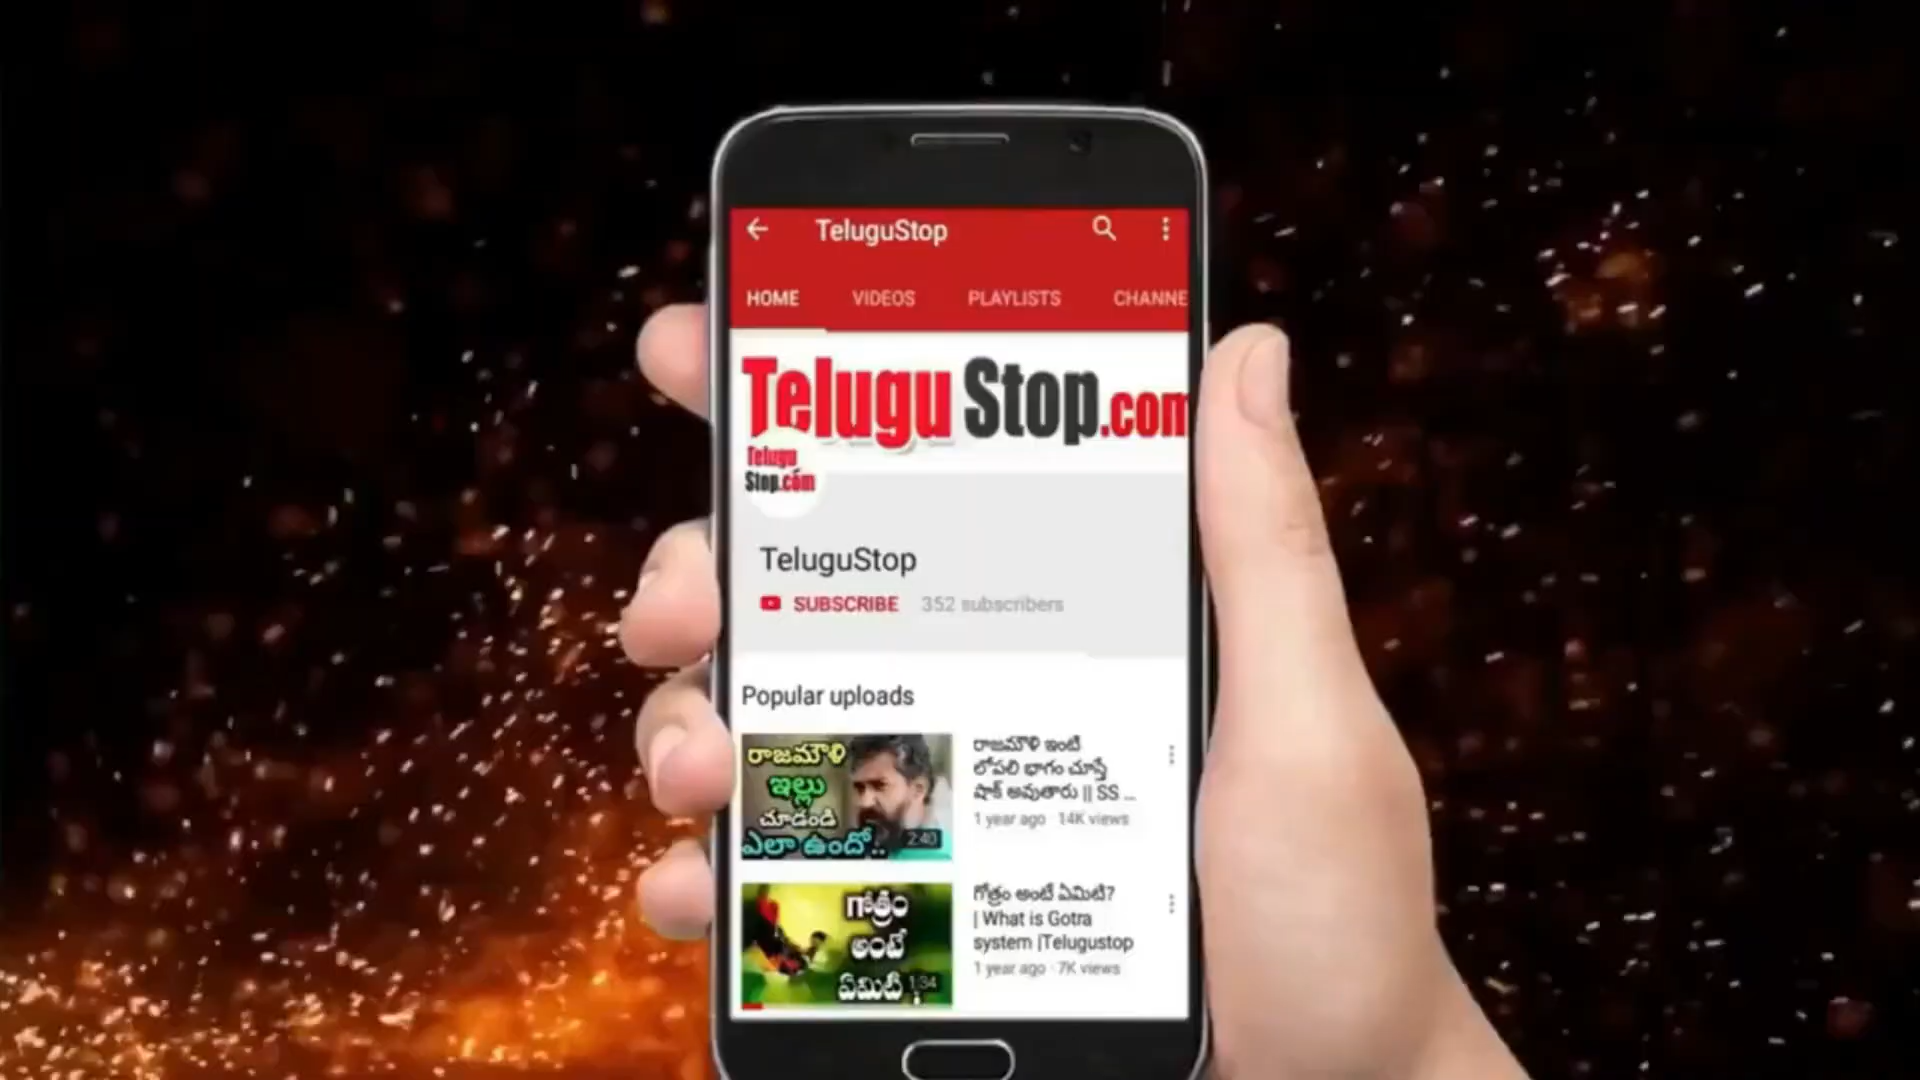 TeluguStop
HOME VIDEOS PLAYLISTS CHANNE
Telugu Stop.com
Telugu
Stop.com
TeluguStop
SUBSCRIBE 352 subscribers
Popular uploads
రాజమౌళి
ఇల్లు
చూడండి
ఎలా ఉందో..
2:40
రాజమౌళి ఇంటి
లోపలి భాగం చూస్తే
షాక్ అవుతారు || SS ...
1 year ago · 14K views
గోత్రం
అంటే
ఏమిటి ?
1:34
గోత్రం అంటే ఏమిటి?
| What is Gotra
system |Telugustop
1 year ago · 7K views